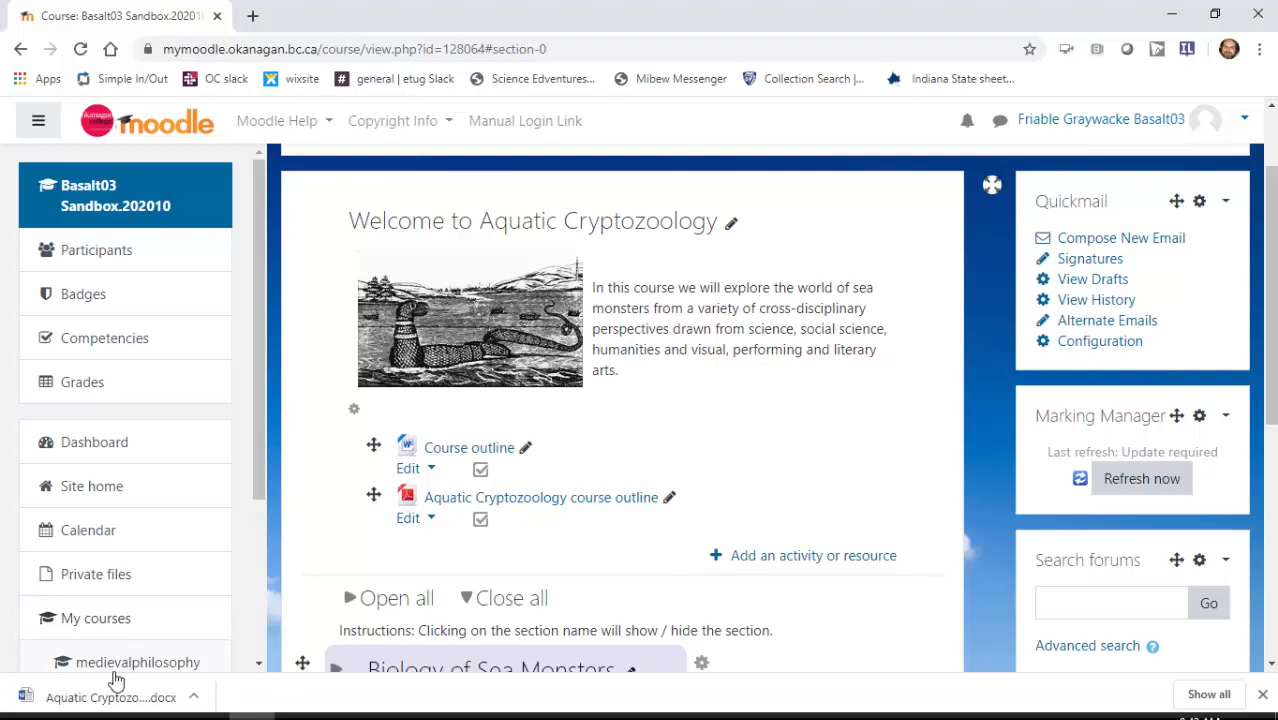 Course: Basalt03 Sandbox.202010
mymoodle.okanagan.bc.ca/course/view.php?id=128064#section-0
Apps
Simple In/Out
OC slack
wixsite
general | etug Slack
Science Edventures...
Mibew Messenger
Collection Search |...
Indiana State sheet...
moodle
Moodle Help
Copyright Info
Manual Login Link
Friable Graywacke Basalt03
Basalt03
Sandbox.202010
Participants
Badges
Competencies
Grades
Dashboard
Site home
Calendar
Private files
My courses
medievalphilosophy
Welcome to Aquatic Cryptozoology
In this course we will explore the world of sea
monsters from a variety of cross-disciplinary
perspectives drawn from science, social science,
humanities and visual, performing and literary
arts.
Course outline
Edit
Aquatic Cryptozoology course outline
Edit
+ Add an activity or resource
Open all
Close all
Instructions: Clicking on the section name will show / hide the section.
Biology of Sea Monsters
Quickmail
Compose New Email
Signatures
View Drafts
View History
Alternate Emails
Configuration
Marking Manager
Last refresh: Update required
Refresh now
Search forums
Go
Advanced search
Aquatic Cryptozo....docx
Show all